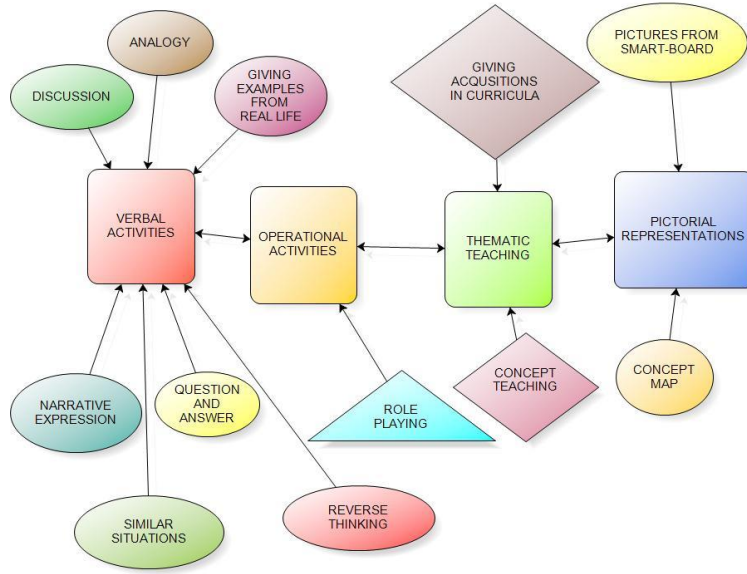 ANALOGY
DISCUSSION
GIVING
EXAMPLES
FROM
REAL LIFE
GIVING
ACQUSITIONS
IN CURRICULA
PICTURES FROM
SMART-BOARD
VERBAL
ACTIVITIES
OPERATIONAL
ACTIVITIES
THEMATIC
TEACHING
PICTORIAL
REPRESENTATIONS
NARRATIVE
EXPRESSION
QUESTION
AND
ANSWER
ROLE
PLAYING
CONCEPT
TEACHING
CONCEPT
MAP
SIMILAR
SITUATIONS
REVERSE
THINKING